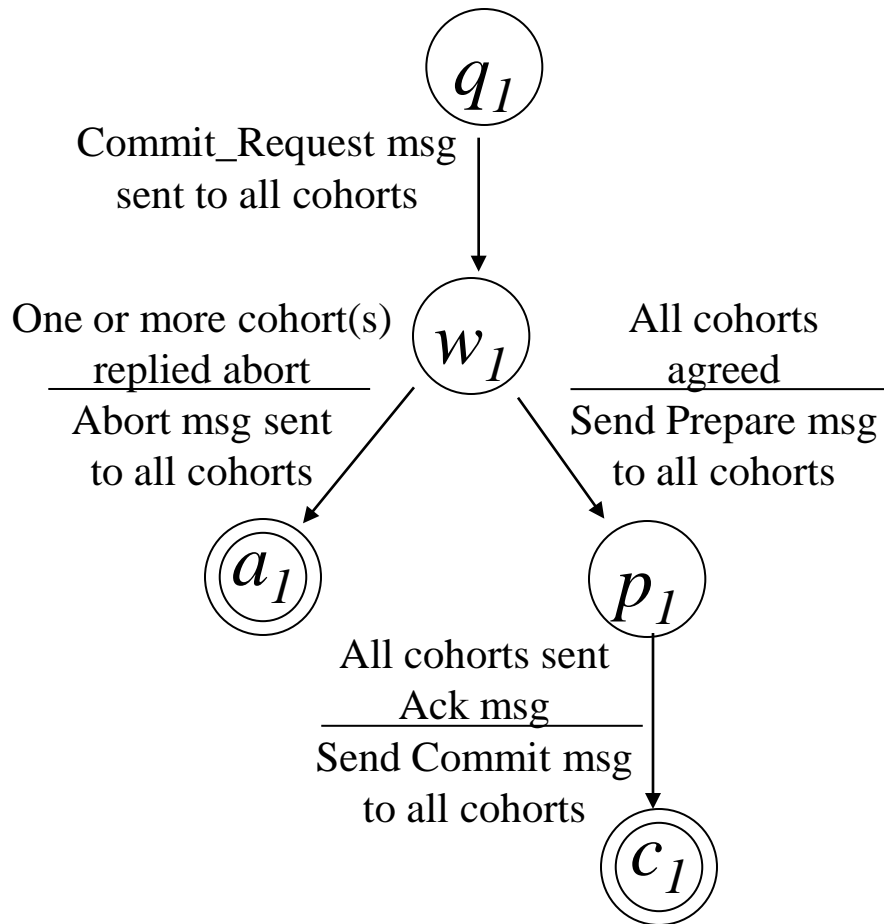 q1
Commit_Request msg
sent to all cohorts
One or more cohort(s)
replied abort
Abort msg sent
to all cohorts
w1
All cohorts
agreed
Send Prepare msg
to all cohorts
a1
p1
All cohorts sent
Ack msg
Send Commit msg
to all cohorts
c1